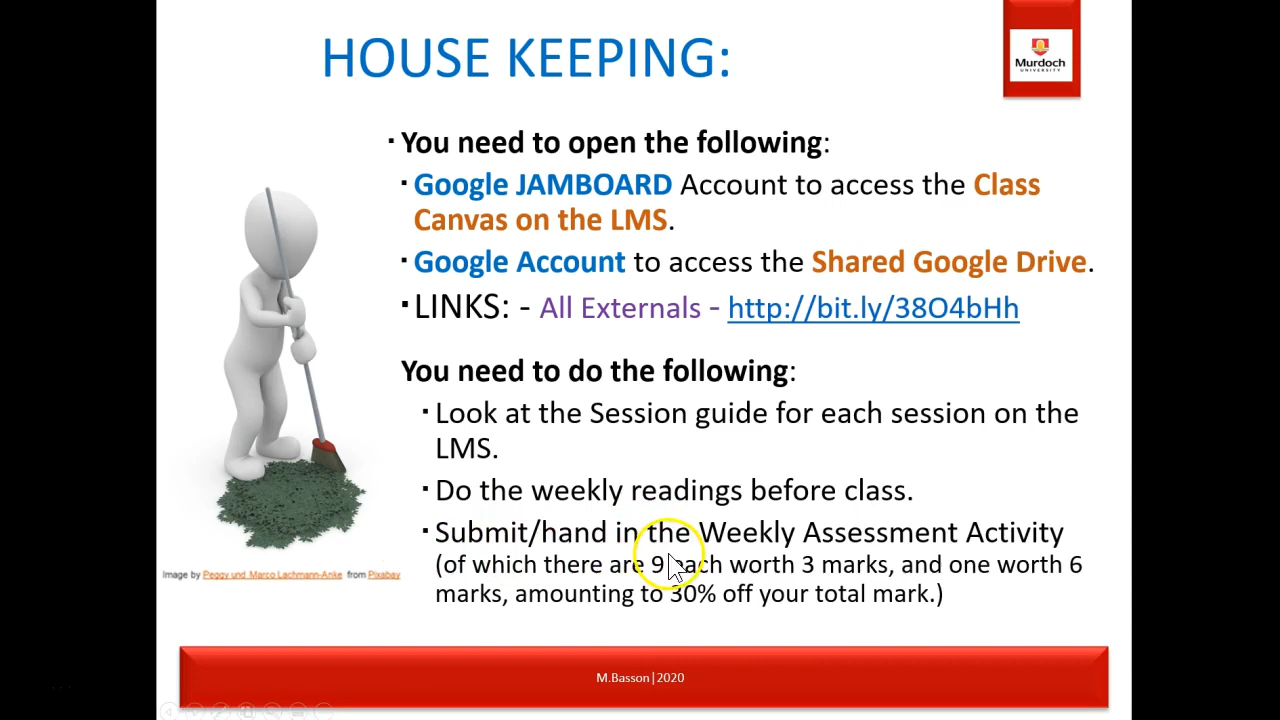 HOUSE KEEPING:
Murdoch
UNIVERSITY
▪ You need to open the following:
▪ Google JAMBOARD Account to access the Class
Canvas on the LMS.
▪ Google Account to access the Shared Google Drive.
▪ LINKS: - All Externals - http://bit.ly/38O4bHh
You need to do the following:
▪ Look at the Session guide for each session on the
LMS.
▪ Do the weekly readings before class.
▪ Submit/hand in the Weekly Assessment Activity
(of which there are 9 each worth 3 marks, and one worth 6
marks, amounting to 30% off your total mark.)
Image by Peggy und Marco Lachmann-Anke from Pixabay
M.Basson|2020